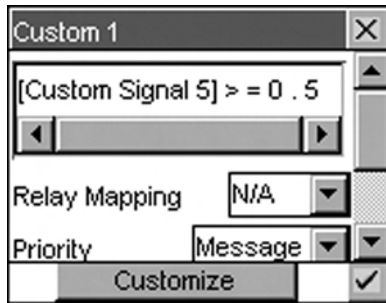 Custom 1
[Custom Signal 5] > = 0 . 5
Relay Mapping N/A
Priority Message
Customize